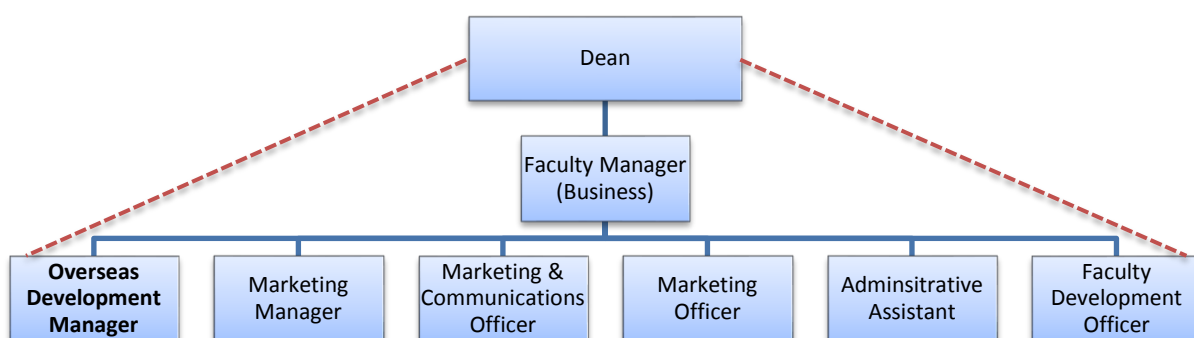 Dean
Faculty Manager
(Business)
Overseas
Development
Manager
Marketing
Manager
Marketing &
Communications
Officer
Marketing
Officer
Adminsitrative
Assistant
Faculty
Development
Officer